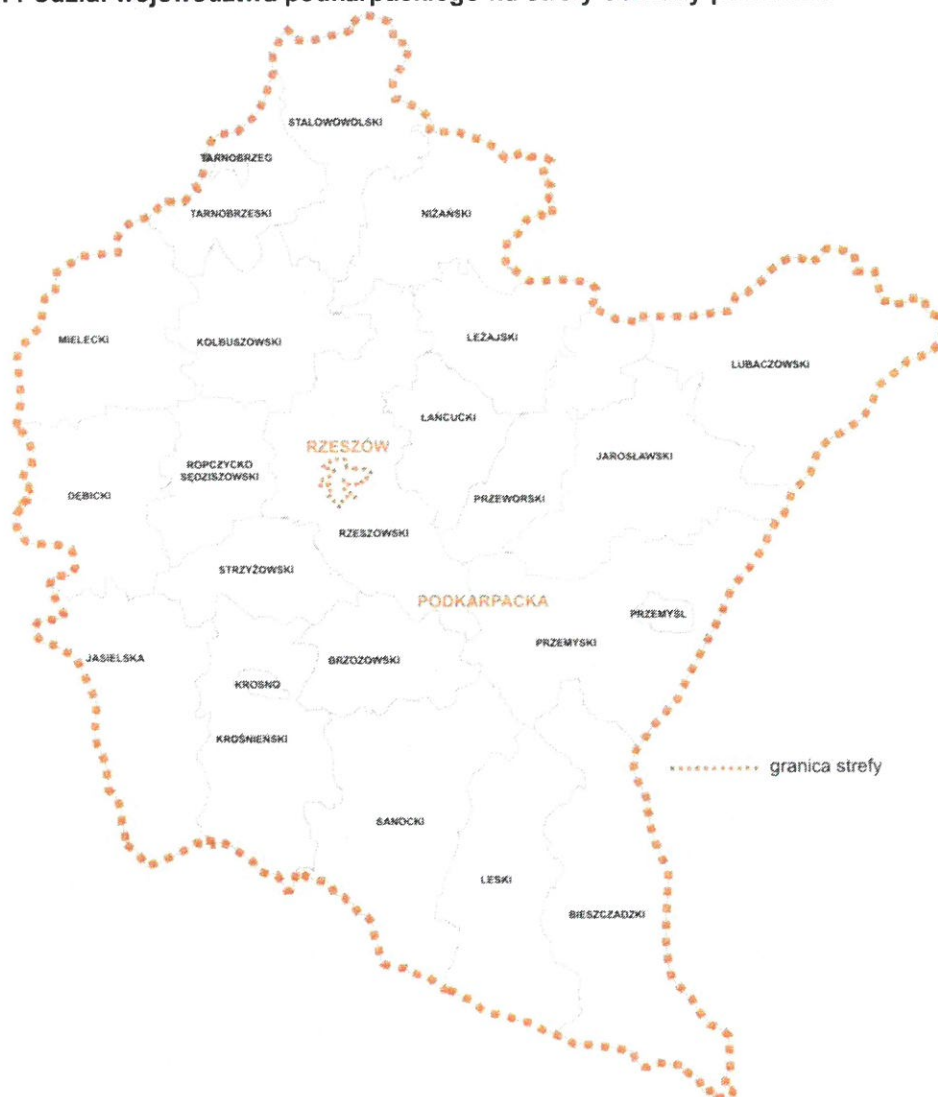 STALOWOWOLSKI
TARNOBRZEG
TARNOBRZESKI
NIŻAŃSKI
MIELECKI
KOLBUSZOWSKI
LEŻAJSKI
LUBACZOWSKI
ŁAŃCUCKI
RZESZÓW
ROPCZYCKO
SĘDZISZOWSKI
JAROSŁAWSKI
DĘBICKI
PRZEWORSKI
RZESZOWSKI
STRZYŻOWSKI
PODKARPACKA
PRZEMYŚL
PRZEMYSKI
JASIELSKA
BRZOZOWSKI
KROSNO
KROŚNIEŃSKI
granica strefy
SANOCKI
LESKI
BIESZCZADZKI